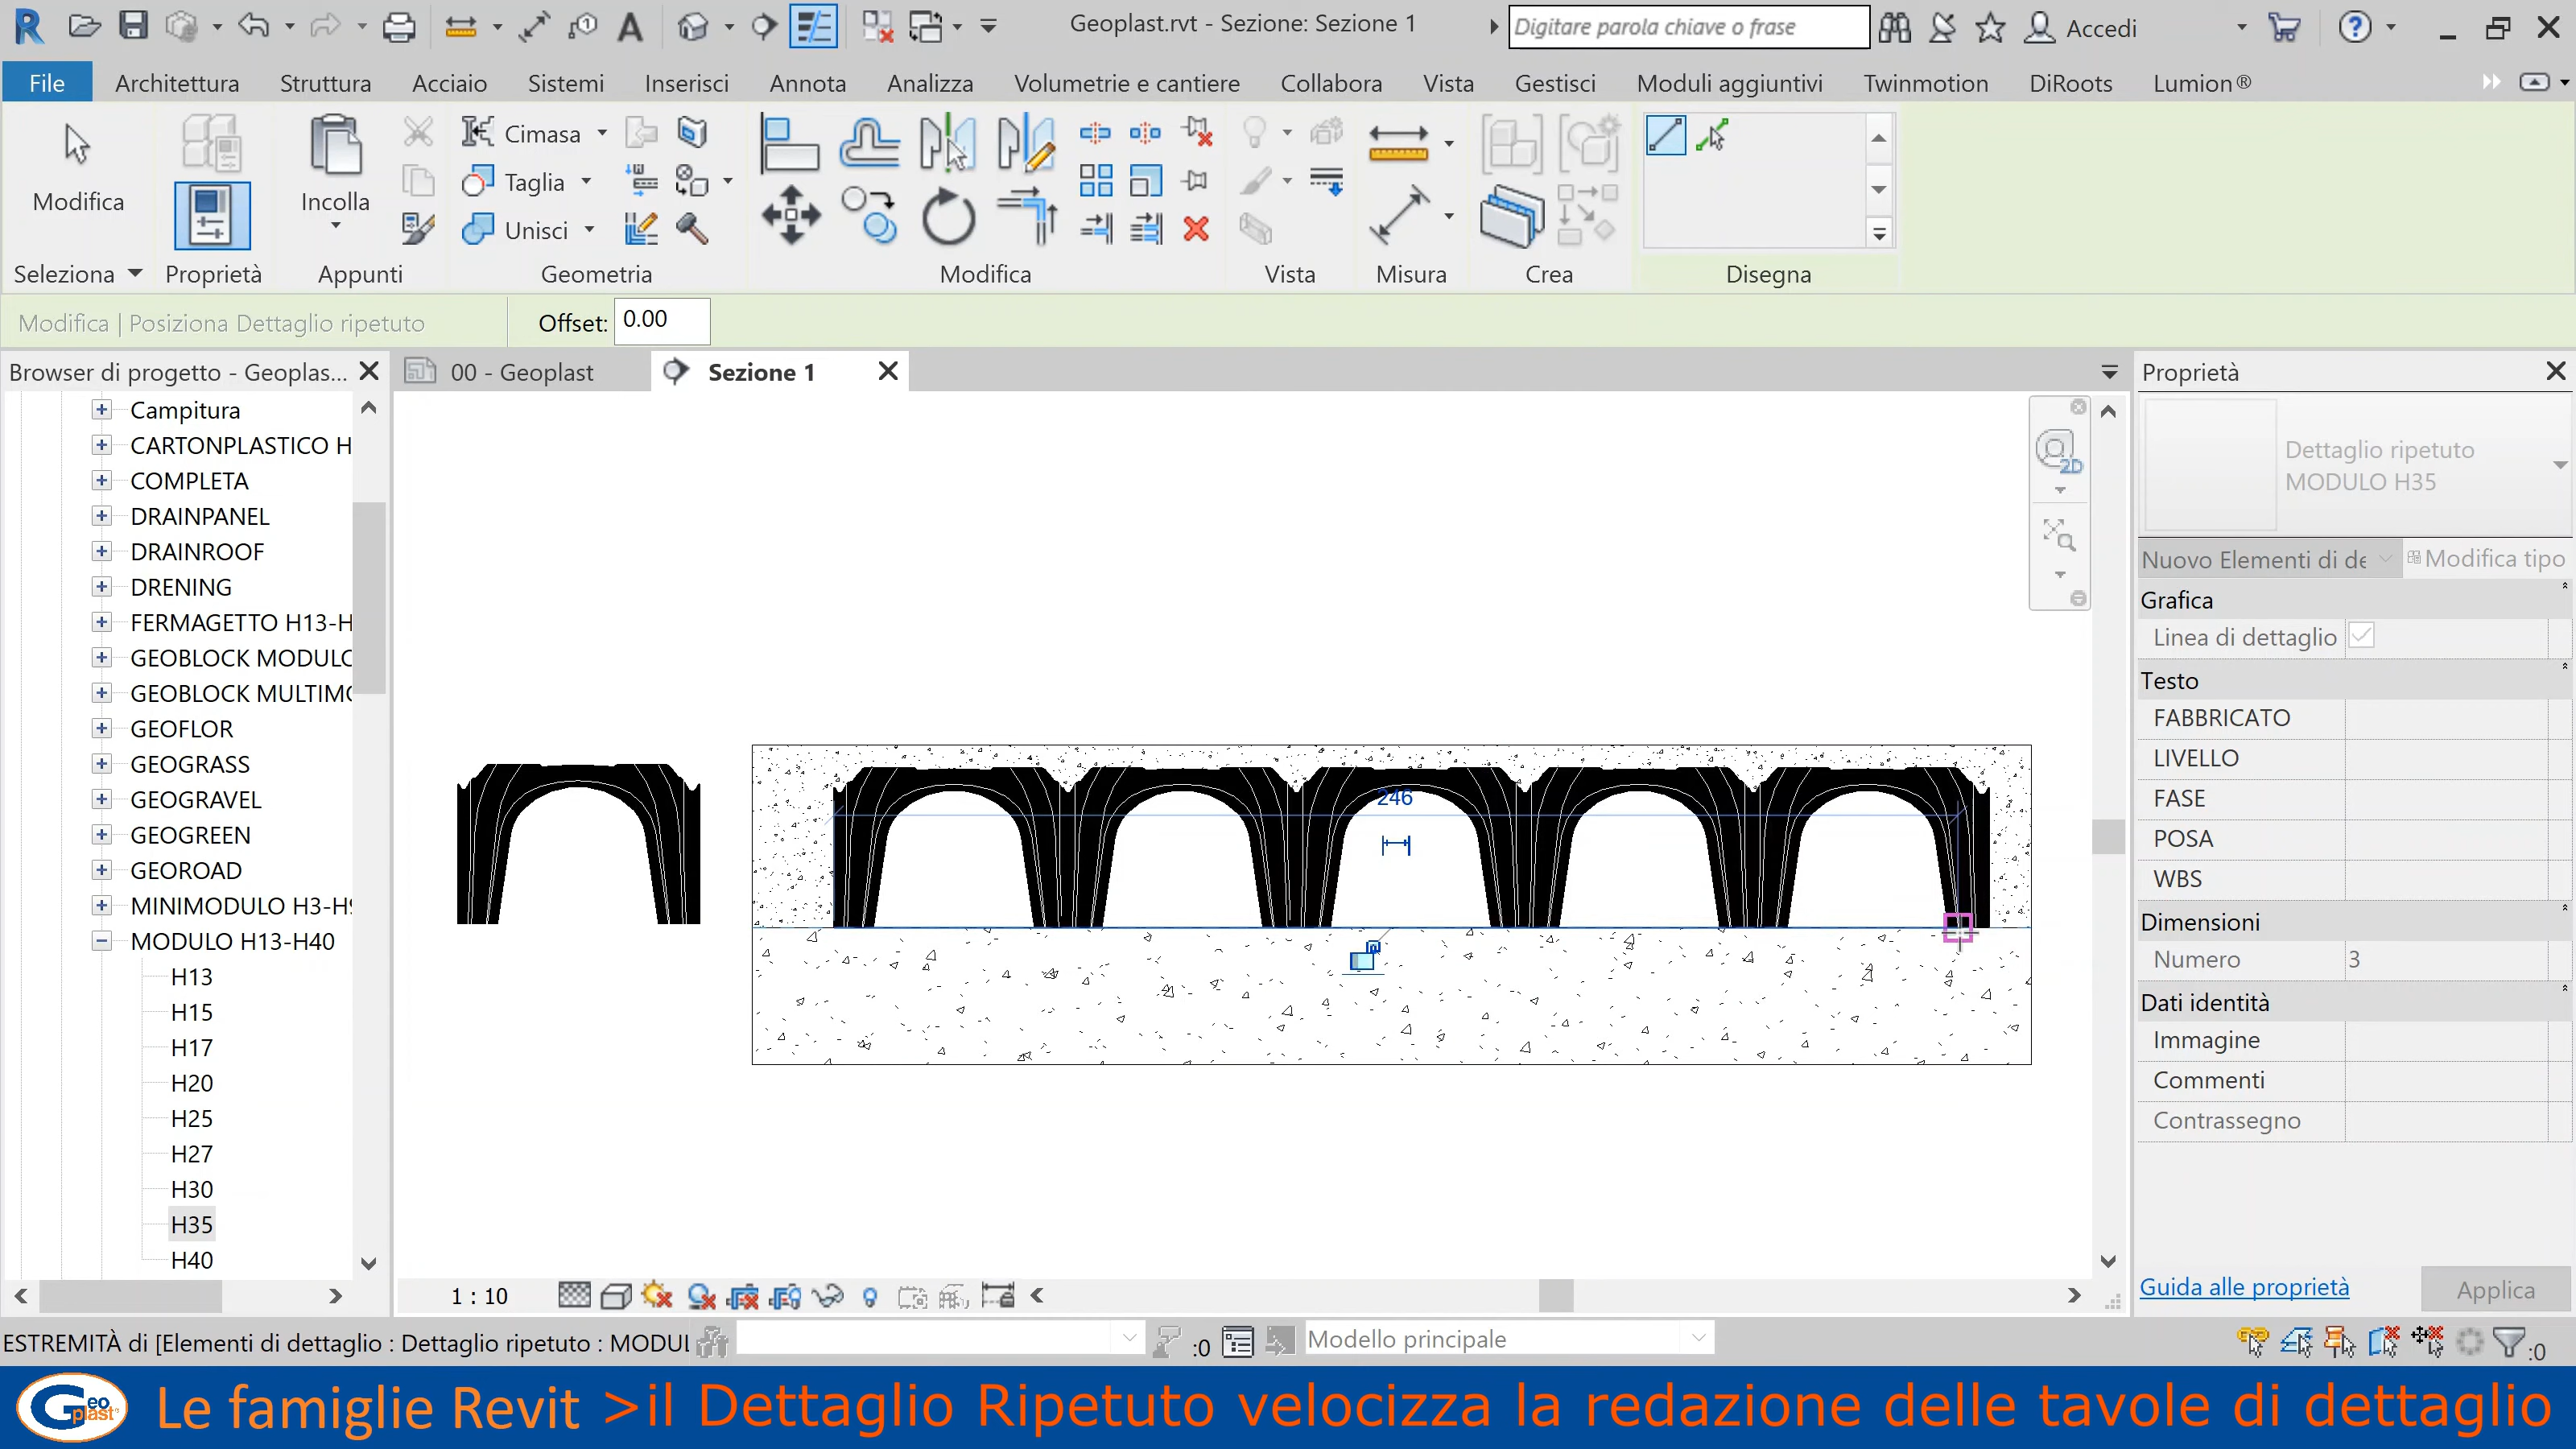 Geoplast.rvt - Sezione: Sezione 1
Digitare parola chiave o frase
Accedi
File
Architettura
Struttura
Acciaio
Sistemi
Inserisci
Annota
Analizza
Volumetrie e cantiere
Collabora
Vista
Gestisci
Moduli aggiuntivi
Twinmotion
DiRoots
Lumion®
Modifica
Incolla
Cimasa
Taglia
Unisci
Seleziona
Proprietà
Appunti
Geometria
Modifica
Vista
Misura
Crea
Disegna
Modifica | Posiziona Dettaglio ripetuto
Offset:
0.00
Browser di progetto - Geoplas...
00 - Geoplast
Sezione 1
Campitura
CARTONPLASTICO H
COMPLETA
DRAINPANEL
DRAINROOF
DRENING
FERMAGETTO H13-H
GEOBLOCK MODULO
GEOBLOCK MULTIMO
GEOFLOR
GEOGRASS
GEOGRAVEL
GEOGREEN
GEOROAD
MINIMODULO H3-H9
MODULO H13-H40
H13
H15
H17
H20
H25
H27
H30
H35
H40
246
2D
Proprietà
Dettaglio ripetuto
MODULO H35
Nuovo Elementi di de
Modifica tipo
Grafica
Linea di dettaglio
Testo
FABBRICATO
LIVELLO
FASE
POSA
WBS
Dimensioni
Numero
3
Dati identità
Immagine
Commenti
Contrassegno
Guida alle proprietà
Applica
1 : 10
ESTREMITÀ di [Elementi di dettaglio : Dettaglio ripetuto : MODUL
:0
Modello principale
:0
Geoplast
Le famiglie Revit >il Dettaglio Ripetuto velocizza la redazione delle tavole di dettaglio